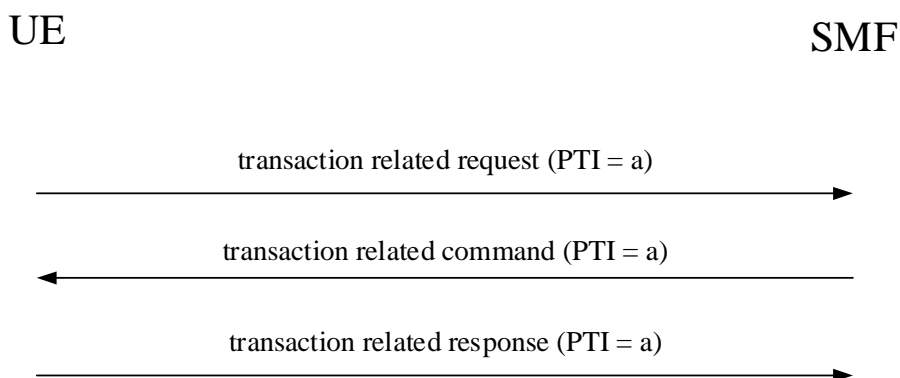 UE
SMF
transaction related request (PTI = a)
transaction related command (PTI = a)
transaction related response (PTI = a)